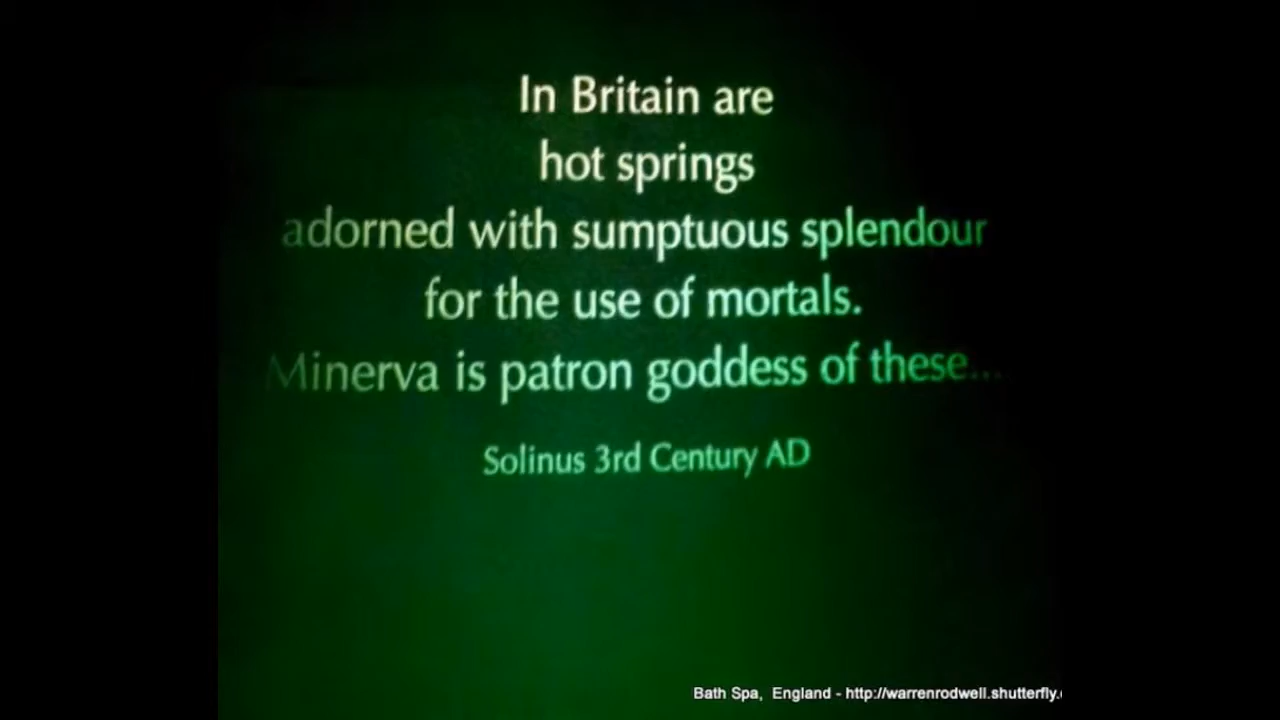 In Britain are
hot springs
adorned with sumptuous splendour
for the use of mortals.
Minerva is patron goddess of these...
Solinus 3rd Century AD
Bath Spa, England - http://warrenrodwell.shutterfly.